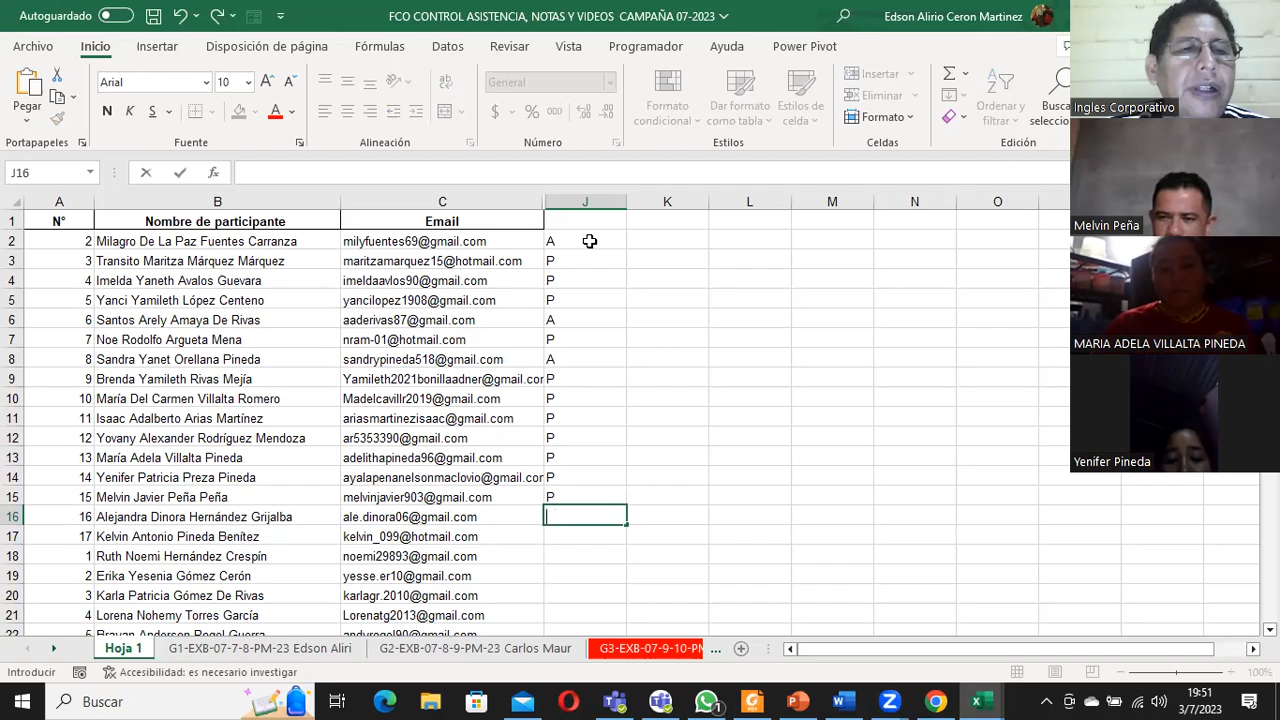 Autoguardado
FCO CONTROL ASISTENCIA, NOTAS Y VIDEOS CAMPAÑA 07-2023
Edson Alirio Ceron Martinez
Archivo Inicio Insertar Disposición de página Fórmulas Datos Revisar Vista Programador Ayuda Power Pivot
Arial 10 General
Pegar
N K S
Formato condicional
Dar formato como tabla
Estilos de celda
Insertar
Eliminar
Formato
Ordenar y filtrar
Portapapeles Fuente Alineación Número Estilos Celdas Edición
J16
A B C J K L M N O
1 N° Nombre de participante Email
2 2 Milagro De La Paz Fuentes Carranza milyfuentes69@gmail.com A
3 3 Transito Maritza Márquez Márquez maritzamarquez15@hotmail.com P
4 4 Imelda Yaneth Avalos Guevara imeldaavlos90@gmail.com P
5 5 Yanci Yamileth López Centeno yancilopez1908@gmail.com P
6 6 Santos Arely Amaya De Rivas aaderivas87@gmail.com A
7 7 Noe Rodolfo Argueta Mena nram-01@hotmail.com P
8 8 Sandra Yanet Orellana Pineda sandrypineda518@gmail.com A
9 9 Brenda Yamileth Rivas Mejía Yamileth2021bonillaadner@gmail.com P
10 10 María Del Carmen Villalta Romero Madelcavillr2019@gmail.com P
11 11 Isaac Adalberto Arias Martínez ariasmartinezisaac@gmail.com P
12 12 Yovany Alexander Rodríguez Mendoza ar5353390@gmail.com P
13 13 María Adela Villalta Pineda adelithapineda96@gmail.com P
14 14 Yenifer Patricia Preza Pineda ayalapenanelsonmaclovio@gmail.com P
15 15 Melvin Javier Peña Peña melvinjavier903@gmail.com P
16 16 Alejandra Dinora Hernández Grijalba ale.dinora06@gmail.com
17 17 Kelvin Antonio Pineda Benítez kelvin_099@hotmail.com
18 1 Ruth Noemi Hernández Crespín noemi29893@gmail.com
19 2 Erika Yesenia Gómez Cerón yesse.er10@gmail.com
20 3 Karla Patricia Gómez De Rivas karlagr.2010@gmail.com
21 4 Lorena Nohemy Torres García Lorenatg2013@gmail.com
22 5 Brayan Anderson Rogel Guerra andyrogel90@gmail.com
Hoja 1 G1-EXB-07-7-8-PM-23 Edson Aliri G2-EXB-07-8-9-PM-23 Carlos Maur G3-EXB-07-9-10-PM ...
Introducir Accesibilidad: es necesario investigar 100%
Buscar
19:51
3/7/2023
Ingles Corporativo
Melvin Peña
MARIA ADELA VILLALTA PINEDA
Yenifer Pineda